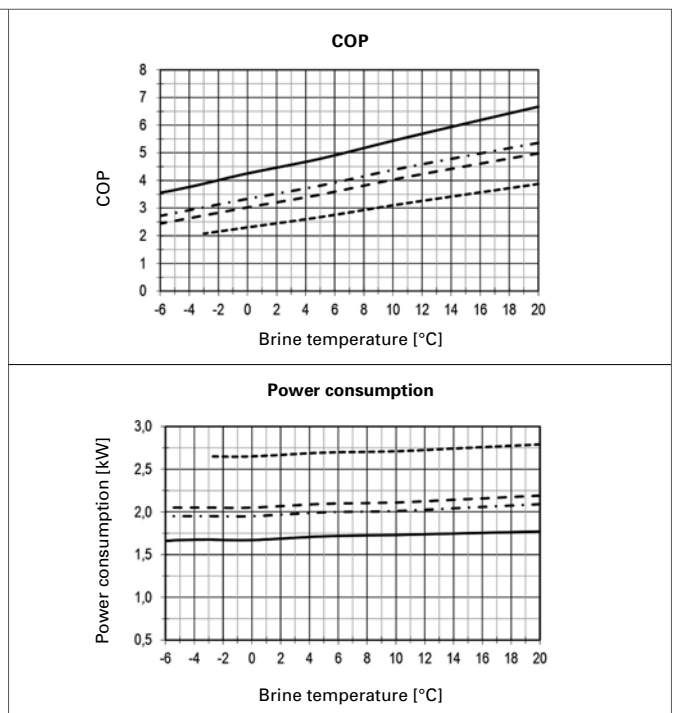 COP
8
7
6
5
4
3
2
1
0
COP
-6 -4 -2 0 2 4 6 8 10 12 14 16 18 20
Brine temperature [°C]
Power consumption
3,0
2,5
2,0
1,5
1,0
0,5
Power consumption [kW]
-6 -4 -2 0 2 4 6 8 10 12 14 16 18 20
Brine temperature [°C]